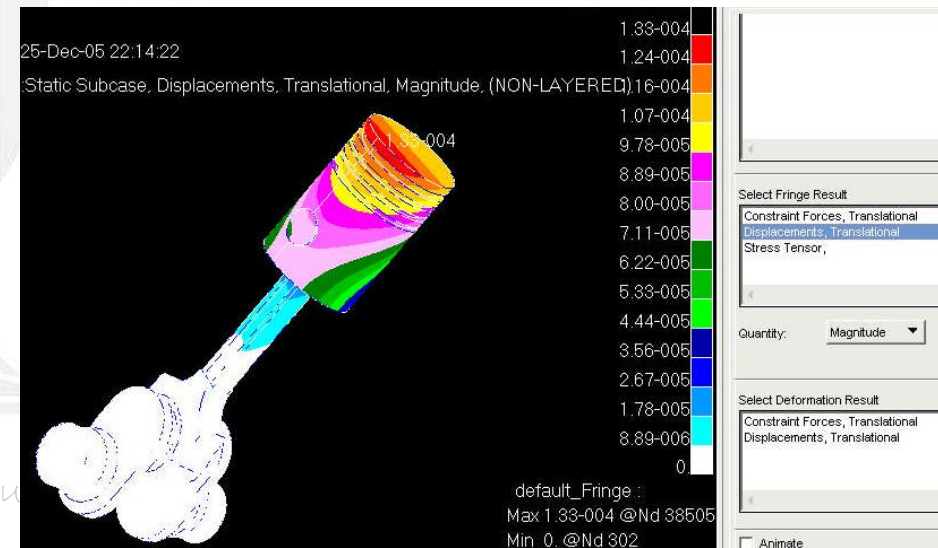 25-Dec-05 22:14:22
:Static Subcase, Displacements, Translational, Magnitude, (NON-LAYERED)
1.33-004
1.24-004
1.16-004
1.07-004
9.78-005
8.89-005
8.00-005
7.11-005
6.22-005
5.33-005
4.44-005
3.56-005
2.67-005
1.78-005
8.89-006
0.
1.33-004
default_Fringe :
Max 1.33-004 @Nd 38505
Min 0. @Nd 302
Select Fringe Result
Constraint Forces, Translational
Displacements, Translational
Stress Tensor,
Quantity:
Magnitude
Select Deformation Result
Constraint Forces, Translational
Displacements, Translational
Animate